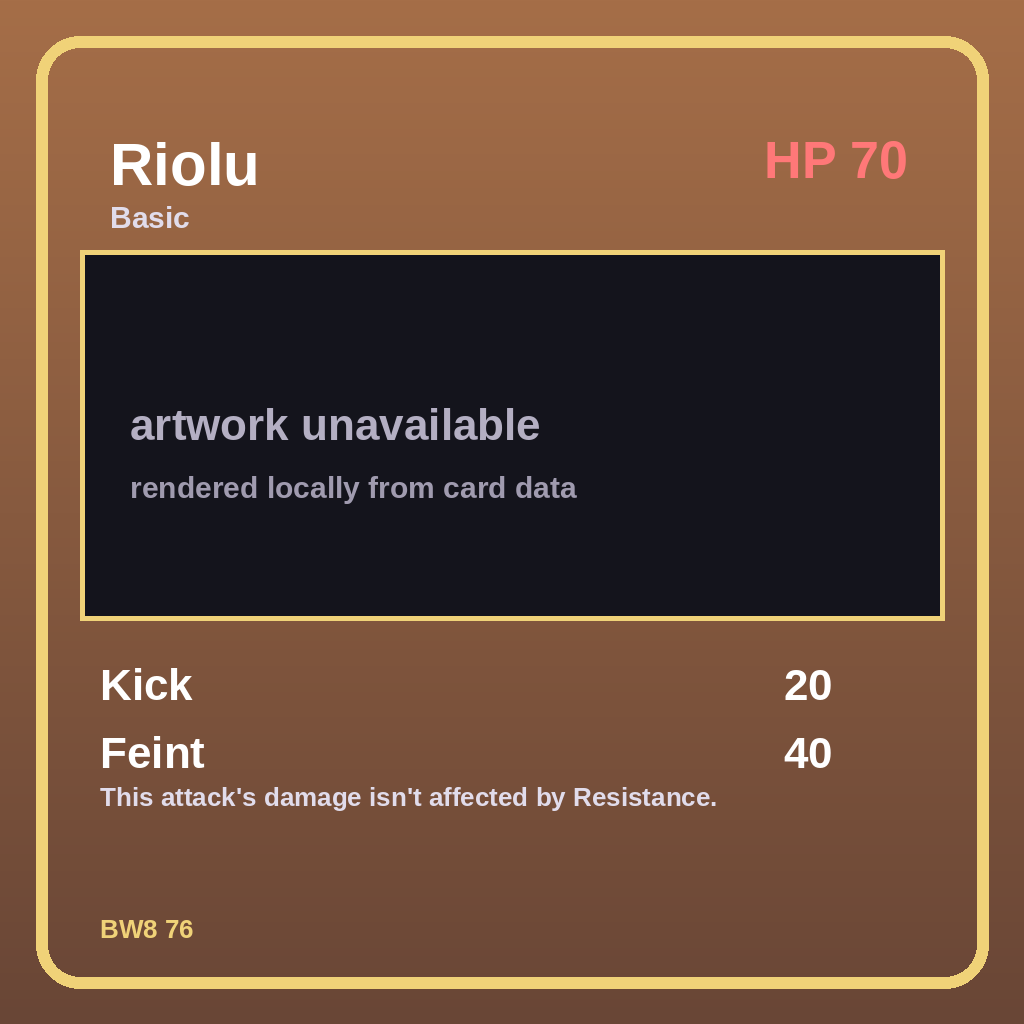 Riolu
HP 70
Basic
artwork unavailable
rendered locally from card data
Kick 20
Feint 40
This attack's damage isn't affected by Resistance.
BW8 76